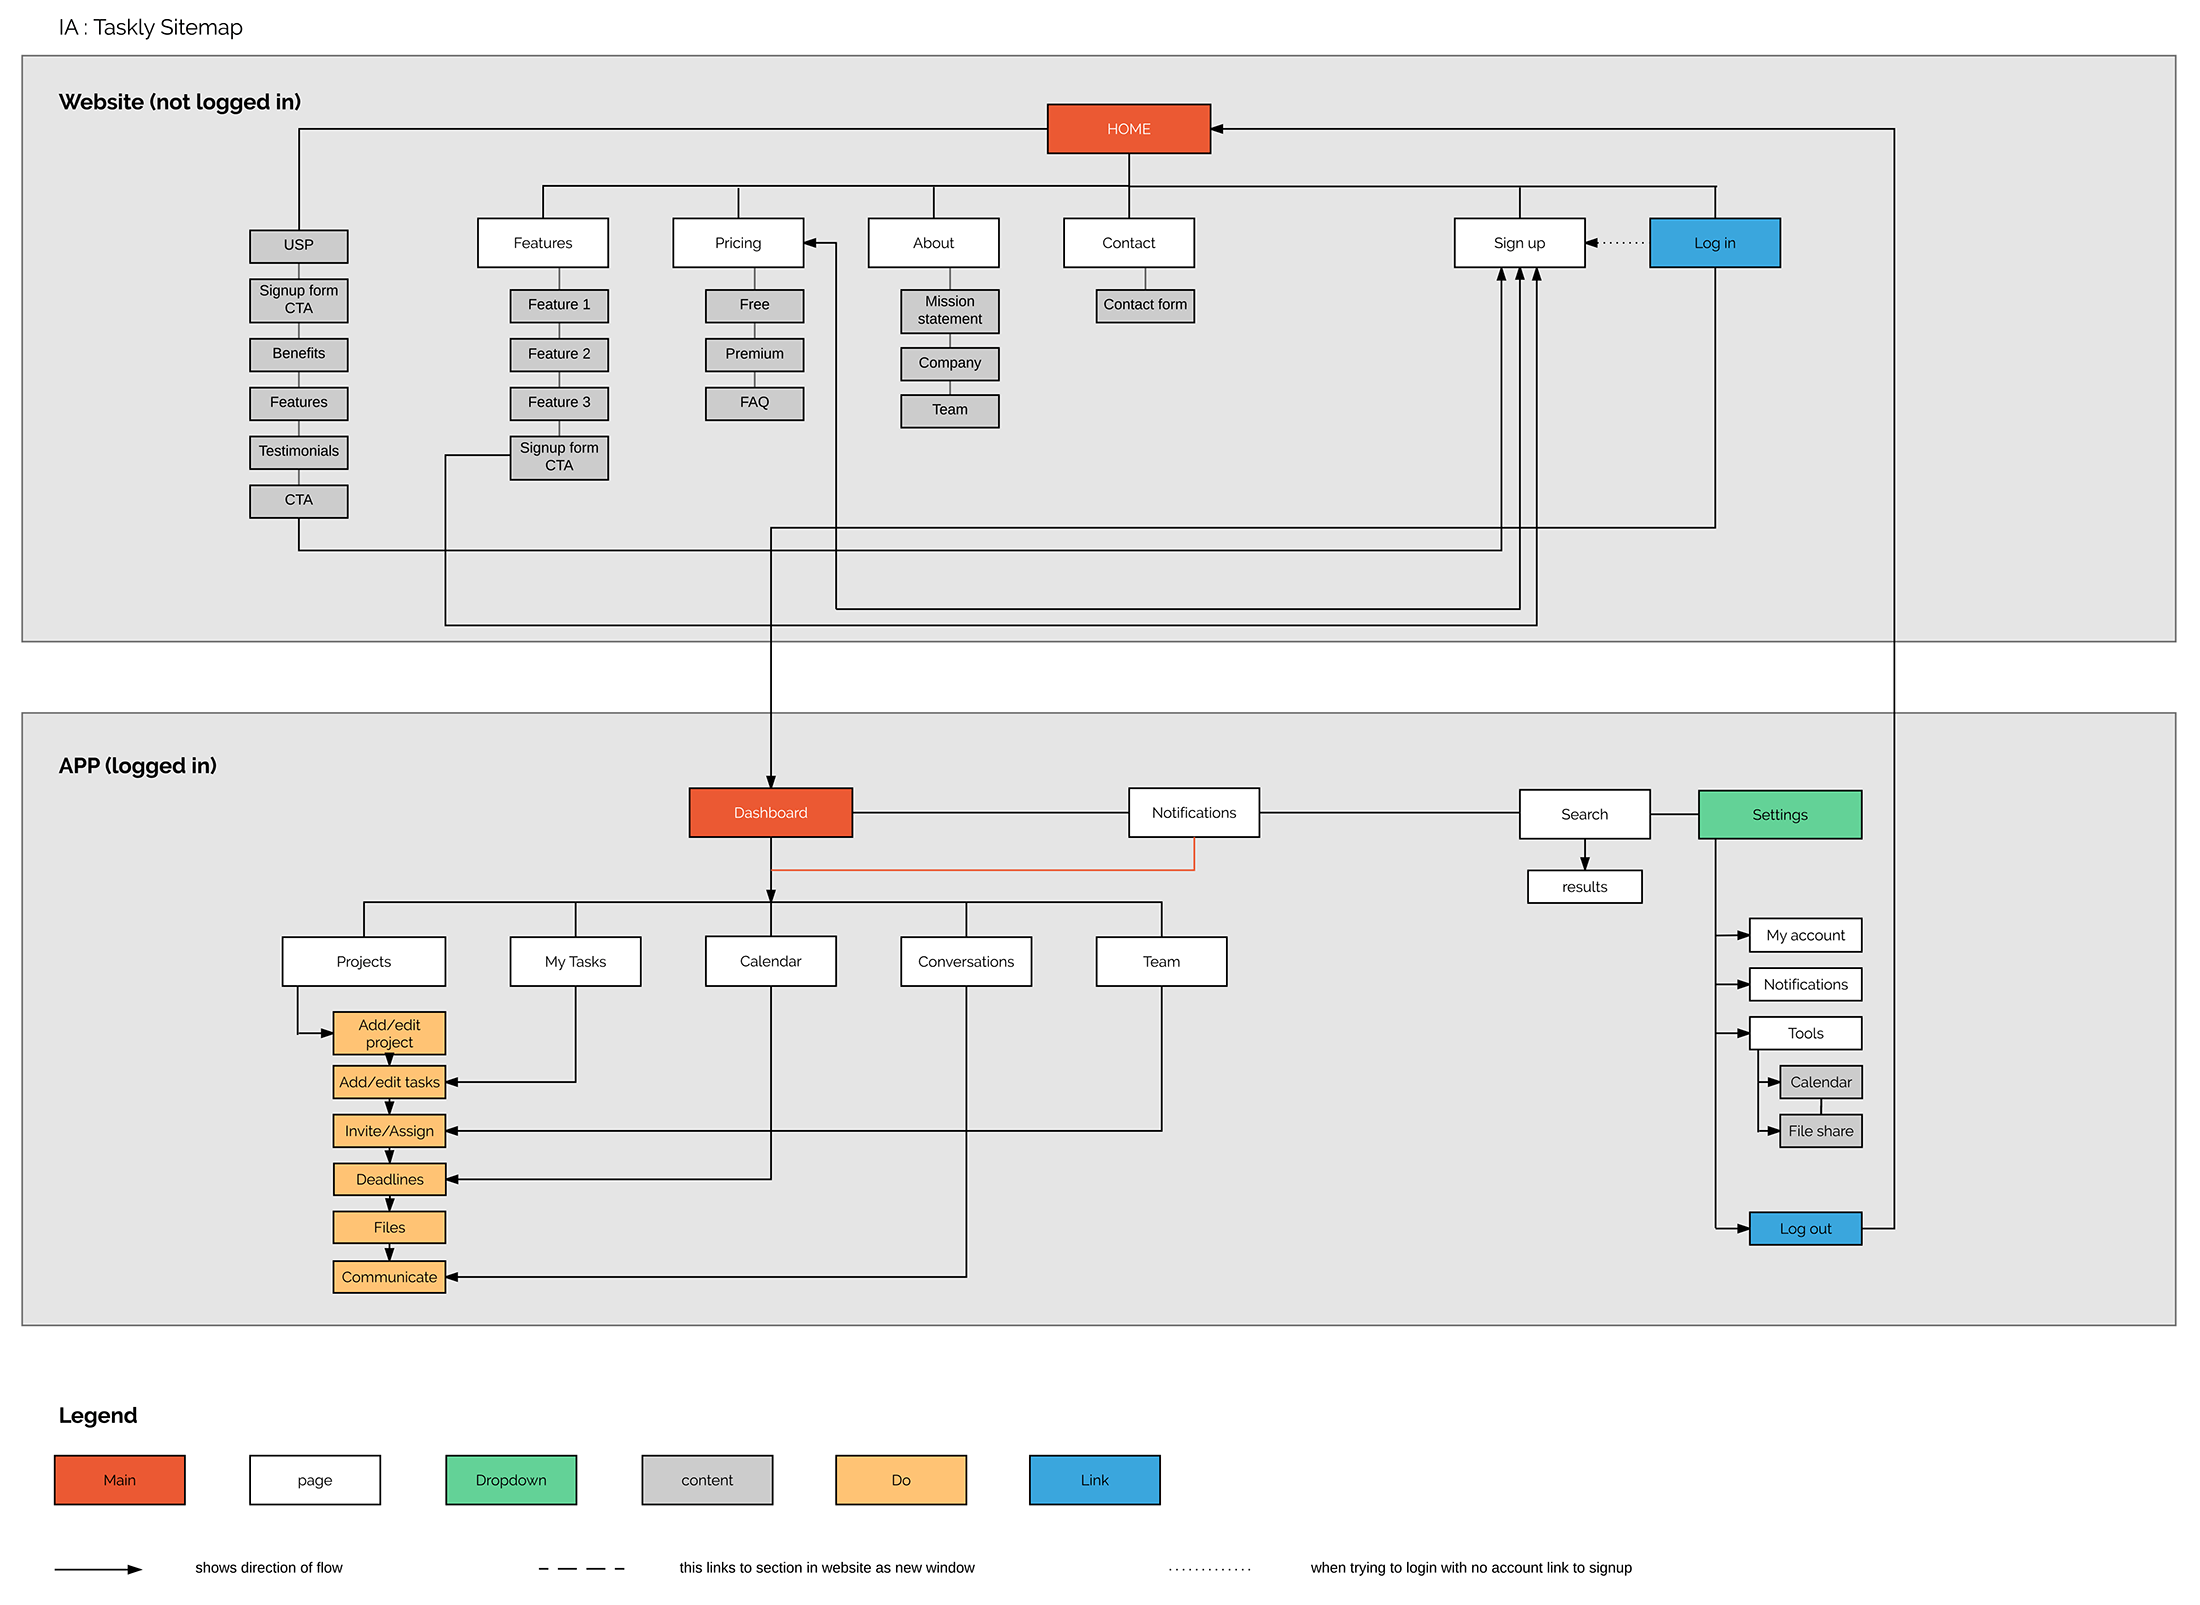 IA : Taskly Sitemap
Website (not logged in)
HOME
USP
Signup form
CTA
Benefits
Features
Testimonials
CTA
Features
Feature 1
Feature 2
Feature 3
Signup form
CTA
Pricing
Free
Premium
FAQ
About
Mission
statement
Company
Team
Contact
Contact form
Sign up
Log in
APP (logged in)
Dashboard
Notifications
Search
results
Settings
My account
Notifications
Tools
Calendar
File share
Log out
Projects
My Tasks
Calendar
Conversations
Team
Add/edit
project
Add/edit tasks
Invite/Assign
Deadlines
Files
Communicate
Legend
Main
page
Dropdown
content
Do
Link
shows direction of flow
this links to section in website as new window
when trying to login with no account link to signup